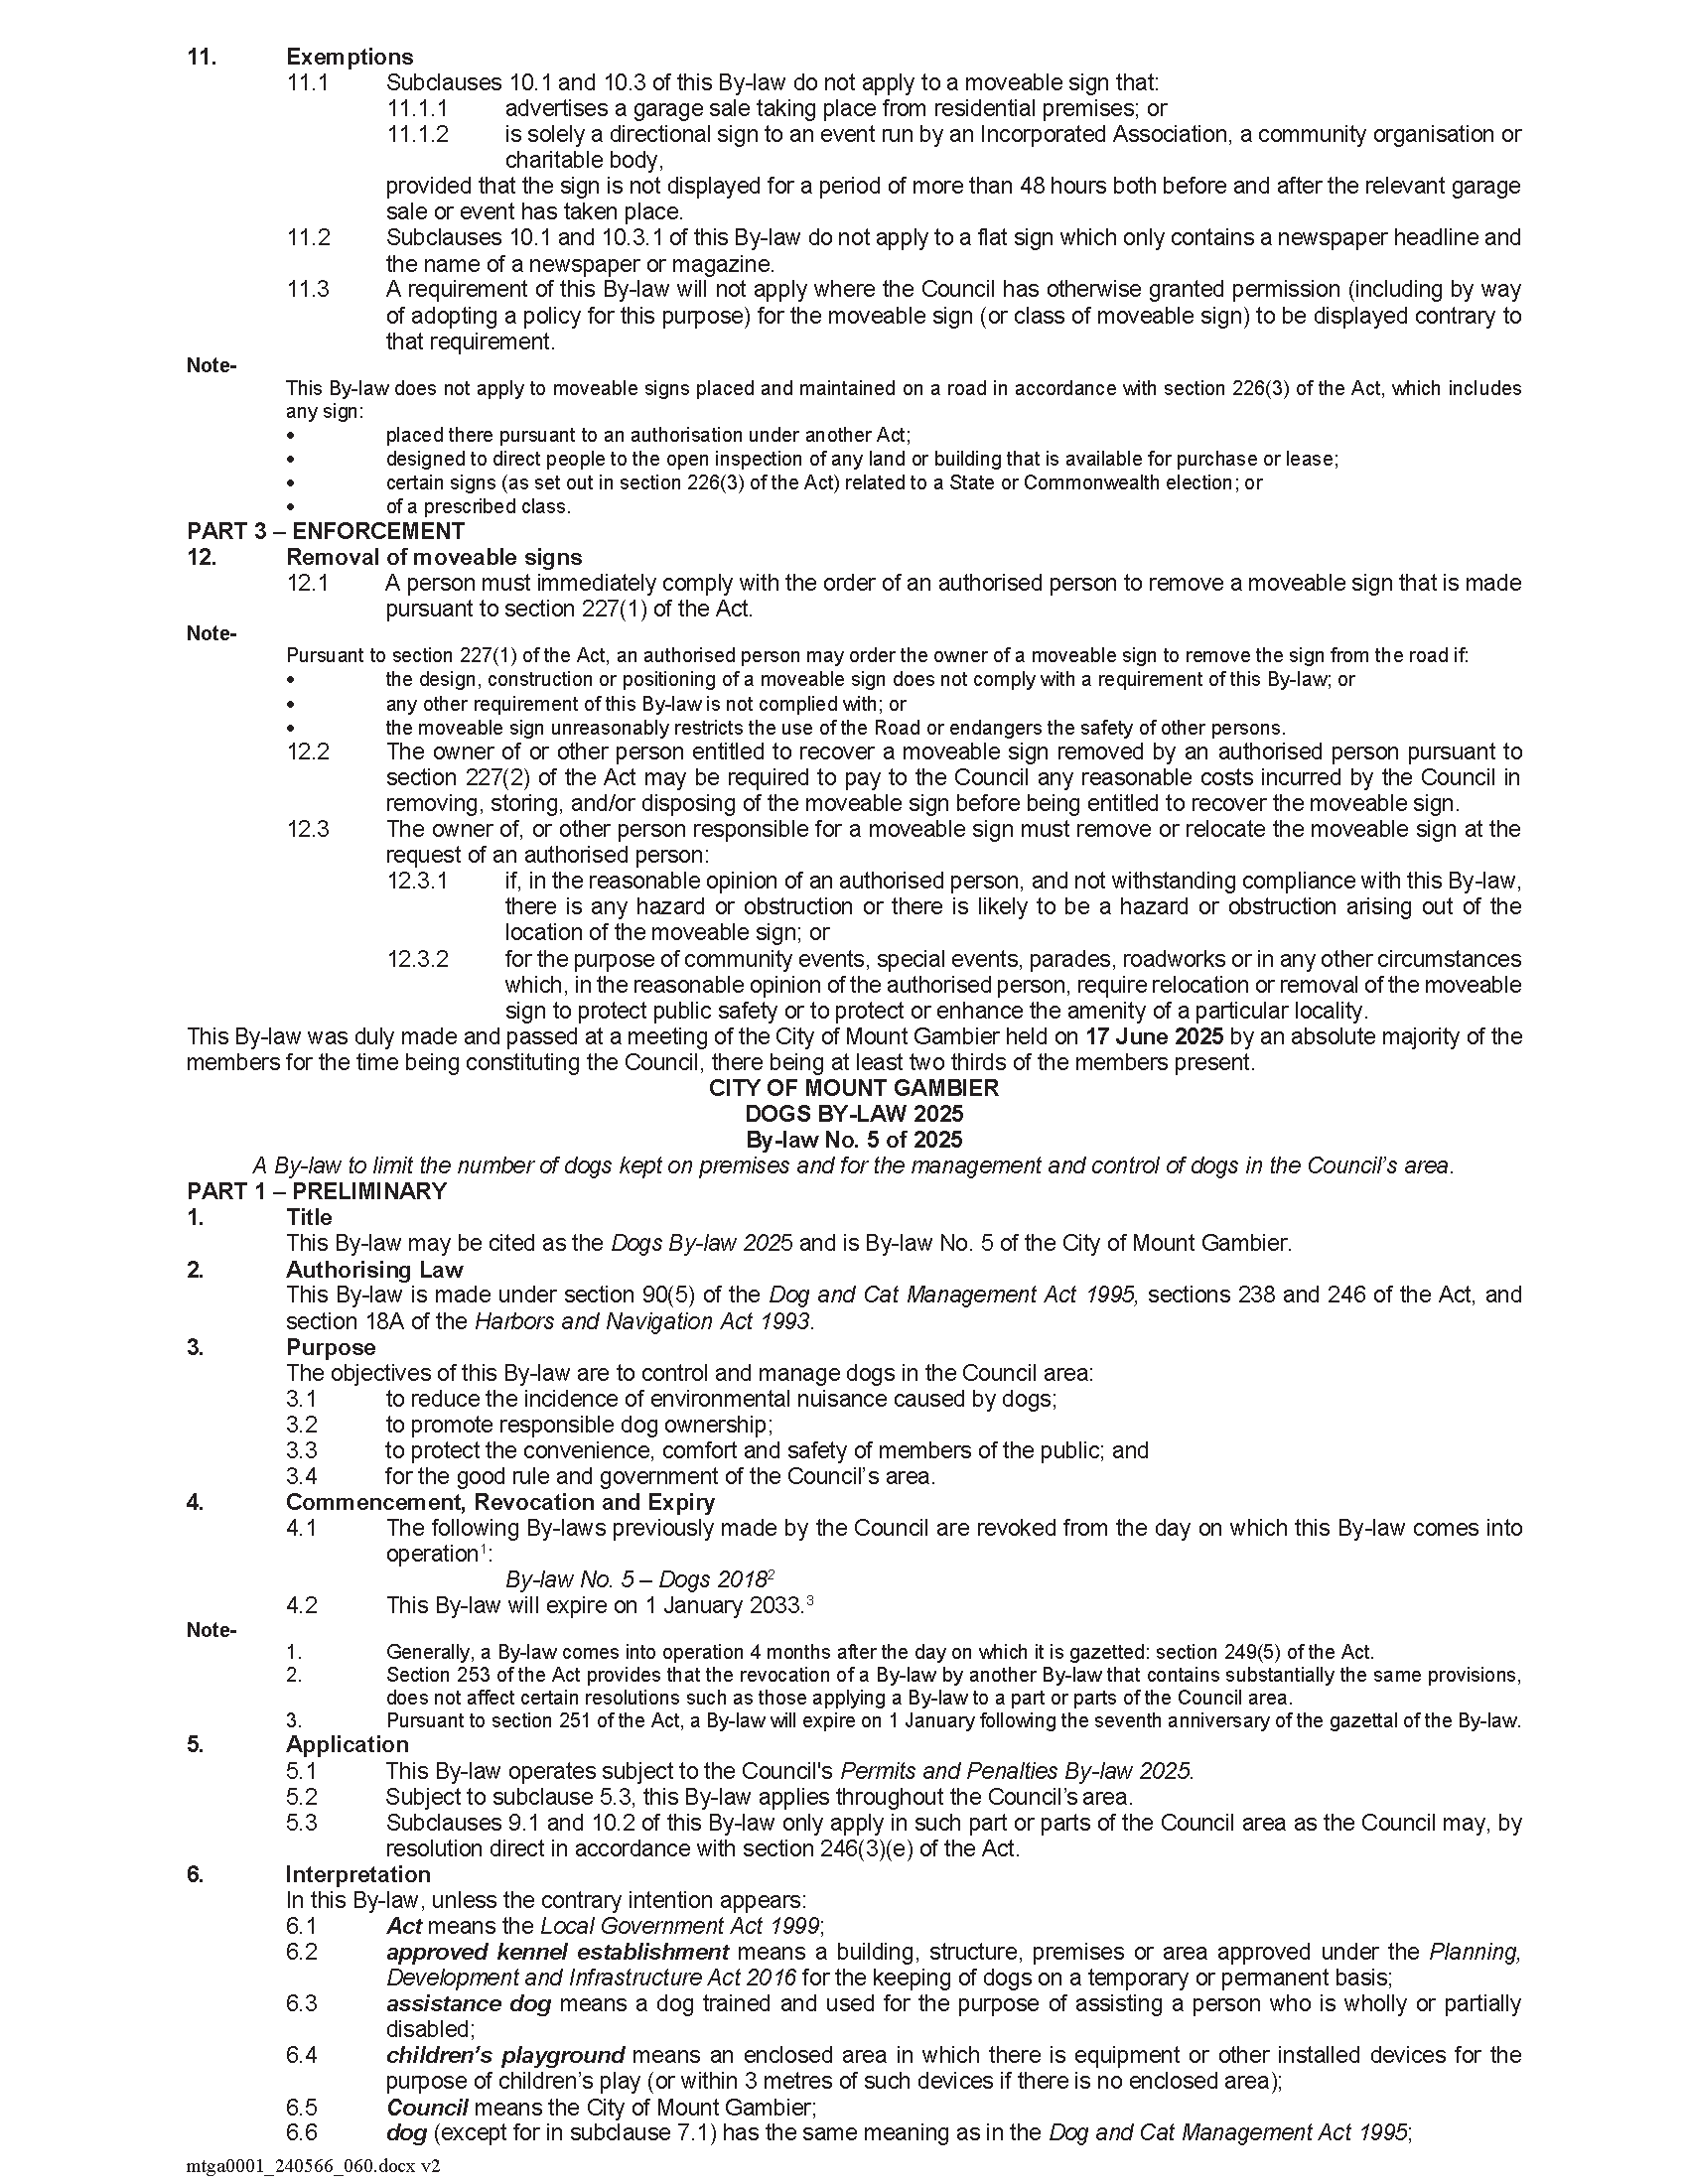 11. Exemptions
11.1 Subclauses 10.1 and 10.3 of this By-law do not apply to a moveable sign that:
11.1.1 advertises a garage sale taking place from residential premises; or
11.1.2 is solely a directional sign to an event run by an Incorporated Association, a community organisation or
charitable body,
provided that the sign is not displayed for a period of more than 48 hours both before and after the relevant garage
sale or event has taken place.
11.2 Subclauses 10.1 and 10.3.1 of this By-law do not apply to a flat sign which only contains a newspaper headline and
the name of a newspaper or magazine.
11.3 A requirement of this By-law will not apply where the Council has otherwise granted permission (including by way
of adopting a policy for this purpose) for the moveable sign (or class of moveable sign) to be displayed contrary to
that requirement.
Note-
This By-law does not apply to moveable signs placed and maintained on a road in accordance with section 226(3) of the Act, which includes
any sign:
• placed there pursuant to an authorisation under another Act;
• designed to direct people to the open inspection of any land or building that is available for purchase or lease;
• certain signs (as set out in section 226(3) of the Act) related to a State or Commonwealth election; or
• of a prescribed class.
PART 3 – ENFORCEMENT
12. Removal of moveable signs
12.1 A person must immediately comply with the order of an authorised person to remove a moveable sign that is made
pursuant to section 227(1) of the Act.
Note-
Pursuant to section 227(1) of the Act, an authorised person may order the owner of a moveable sign to remove the sign from the road if:
• the design, construction or positioning of a moveable sign does not comply with a requirement of this By-law; or
• any other requirement of this By-law is not complied with; or
• the moveable sign unreasonably restricts the use of the Road or endangers the safety of other persons.
12.2 The owner of or other person entitled to recover a moveable sign removed by an authorised person pursuant to
section 227(2) of the Act may be required to pay to the Council any reasonable costs incurred by the Council in
removing, storing, and/or disposing of the moveable sign before being entitled to recover the moveable sign.
12.3 The owner of, or other person responsible for a moveable sign must remove or relocate the moveable sign at the
request of an authorised person:
12.3.1 if, in the reasonable opinion of an authorised person, and not withstanding compliance with this By-law,
there is any hazard or obstruction or there is likely to be a hazard or obstruction arising out of the
location of the moveable sign; or
12.3.2 for the purpose of community events, special events, parades, roadworks or in any other circumstances
which, in the reasonable opinion of the authorised person, require relocation or removal of the moveable
sign to protect public safety or to protect or enhance the amenity of a particular locality.
This By-law was duly made and passed at a meeting of the City of Mount Gambier held on 17 June 2025 by an absolute majority of the
members for the time being constituting the Council, there being at least two thirds of the members present.
CITY OF MOUNT GAMBIER
DOGS BY-LAW 2025
By-law No. 5 of 2025
A By-law to limit the number of dogs kept on premises and for the management and control of dogs in the Council’s area.
PART 1 – PRELIMINARY
1. Title
This By-law may be cited as the Dogs By-law 2025 and is By-law No. 5 of the City of Mount Gambier.
2. Authorising Law
This By-law is made under section 90(5) of the Dog and Cat Management Act 1995, sections 238 and 246 of the Act, and
section 18A of the Harbors and Navigation Act 1993.
3. Purpose
The objectives of this By-law are to control and manage dogs in the Council area:
3.1 to reduce the incidence of environmental nuisance caused by dogs;
3.2 to promote responsible dog ownership;
3.3 to protect the convenience, comfort and safety of members of the public; and
3.4 for the good rule and government of the Council’s area.
4. Commencement, Revocation and Expiry
4.1 The following By-laws previously made by the Council are revoked from the day on which this By-law comes into
operation1:
By-law No. 5 – Dogs 20182
4.2 This By-law will expire on 1 January 2033.3
Note-
1. Generally, a By-law comes into operation 4 months after the day on which it is gazetted: section 249(5) of the Act.
2. Section 253 of the Act provides that the revocation of a By-law by another By-law that contains substantially the same provisions,
does not affect certain resolutions such as those applying a By-law to a part or parts of the Council area.
3. Pursuant to section 251 of the Act, a By-law will expire on 1 January following the seventh anniversary of the gazettal of the By-law.
5. Application
5.1 This By-law operates subject to the Council's Permits and Penalties By-law 2025.
5.2 Subject to subclause 5.3, this By-law applies throughout the Council’s area.
5.3 Subclauses 9.1 and 10.2 of this By-law only apply in such part or parts of the Council area as the Council may, by
resolution direct in accordance with section 246(3)(e) of the Act.
6. Interpretation
In this By-law, unless the contrary intention appears:
6.1 Act means the Local Government Act 1999;
6.2 approved kennel establishment means a building, structure, premises or area approved under the Planning,
Development and Infrastructure Act 2016 for the keeping of dogs on a temporary or permanent basis;
6.3 assistance dog means a dog trained and used for the purpose of assisting a person who is wholly or partially
disabled;
6.4 children’s playground means an enclosed area in which there is equipment or other installed devices for the
purpose of children’s play (or within 3 metres of such devices if there is no enclosed area);
6.5 Council means the City of Mount Gambier;
6.6 dog (except for in subclause 7.1) has the same meaning as in the Dog and Cat Management Act 1995;
mtga0001_240566_060.docx v2